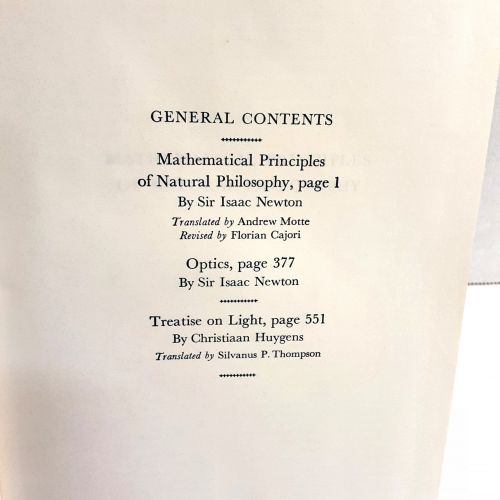 GENERAL CONTENTS
Mathematical Principles
of Natural Philosophy, page 1
By Sir Isaac Newton
Translated by Andrew Motte
Revised by Florian Cajori
Optics, page 377
By Sir Isaac Newton
Treatise on Light, page 551
By Christiaan Huygens
Translated by Silvanus P. Thompson